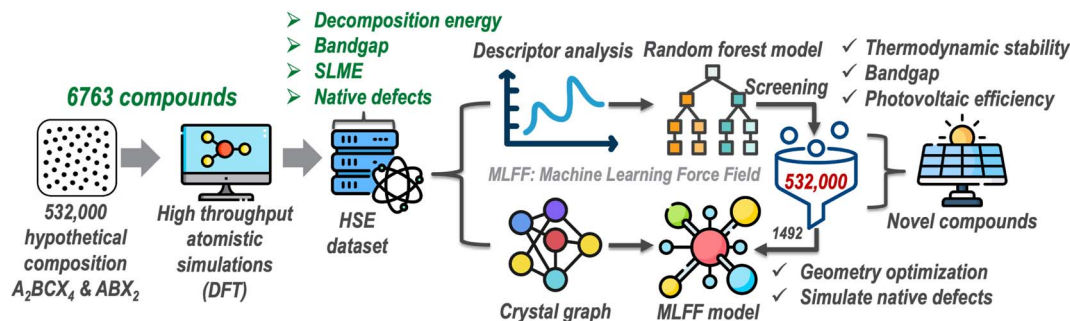 ➢ Decomposition energy
➢ Bandgap
➢ SLME
➢ Native defects
6763 compounds
532,000
hypothetical
composition
A₂BCX₄ & ABX₂
High throughput
atomistic
simulations
(DFT)
HSE
dataset
Descriptor analysis
Random forest model
Screening
✓ Thermodynamic stability
✓ Bandgap
✓ Photovoltaic efficiency
MLFF: Machine Learning Force Field
532,000
Novel compounds
1492
Crystal graph
MLFF model
✓ Geometry optimization
✓ Simulate native defects